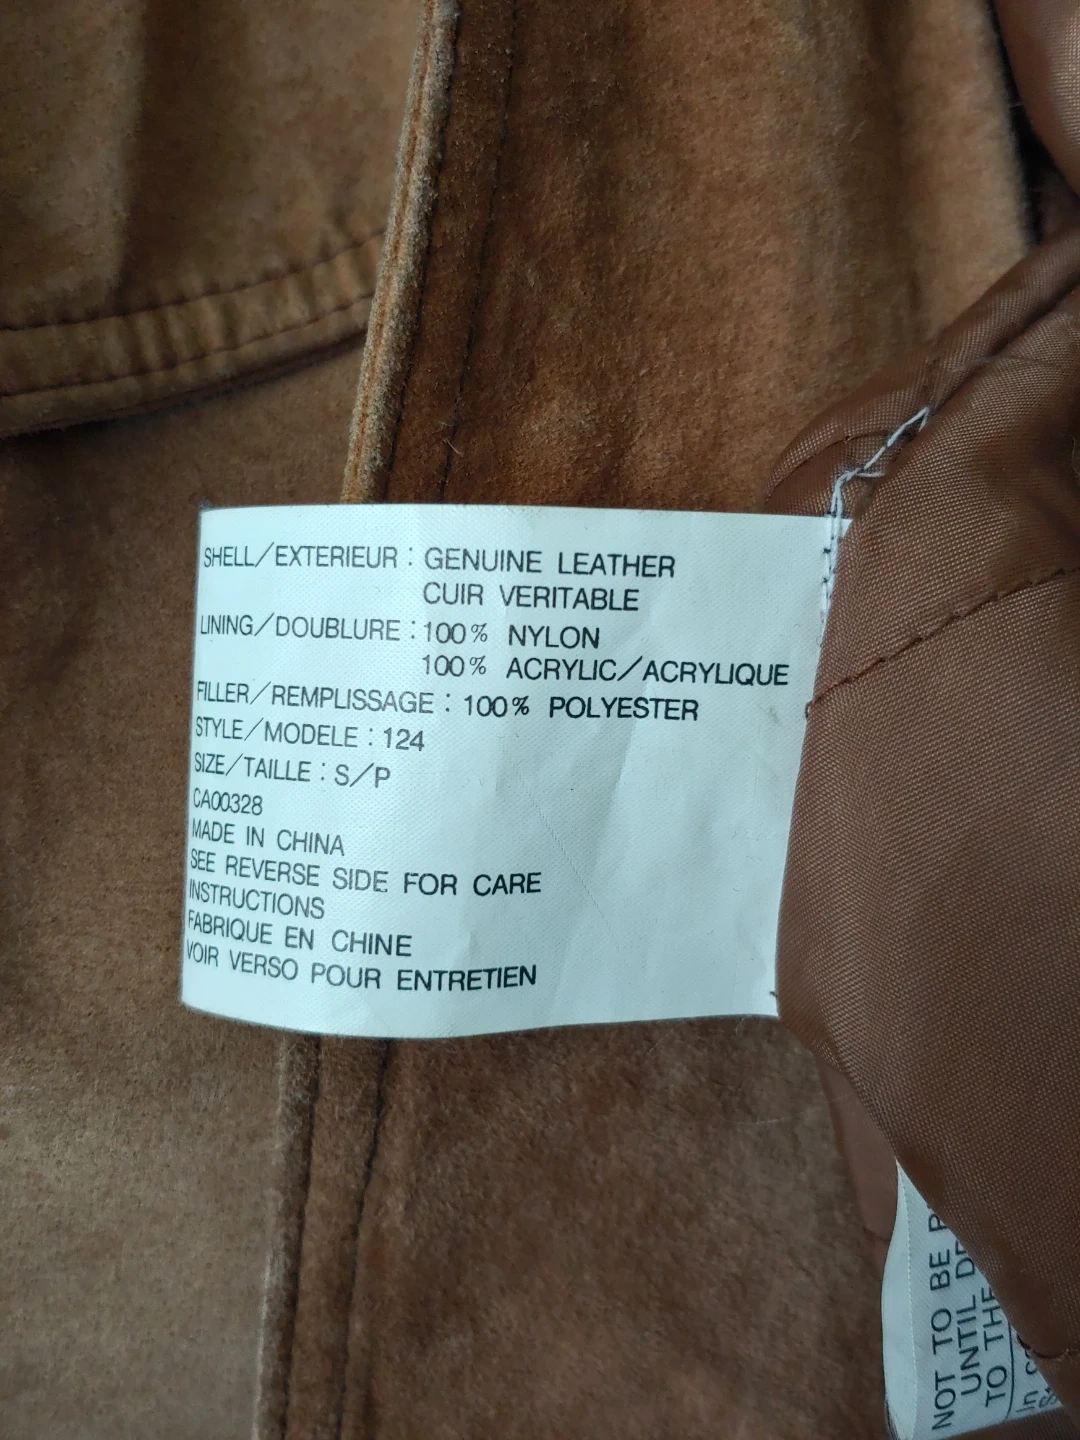 SHELL/EXTERIEUR : GENUINE LEATHER
CUIR VERITABLE
LINING/DOUBLURE : 100% NYLON
100% ACRYLIC/ACRYLIQUE
FILLER/REMPLISSAGE : 100% POLYESTER
STYLE/MODELE : 124
SIZE/TAILLE : S/P
CA00328
MADE IN CHINA
SEE REVERSE SIDE FOR CARE
INSTRUCTIONS
FABRIQUE EN CHINE
VOIR VERSO POUR ENTRETIEN
NOT TO BE
UNTIL
TO THE